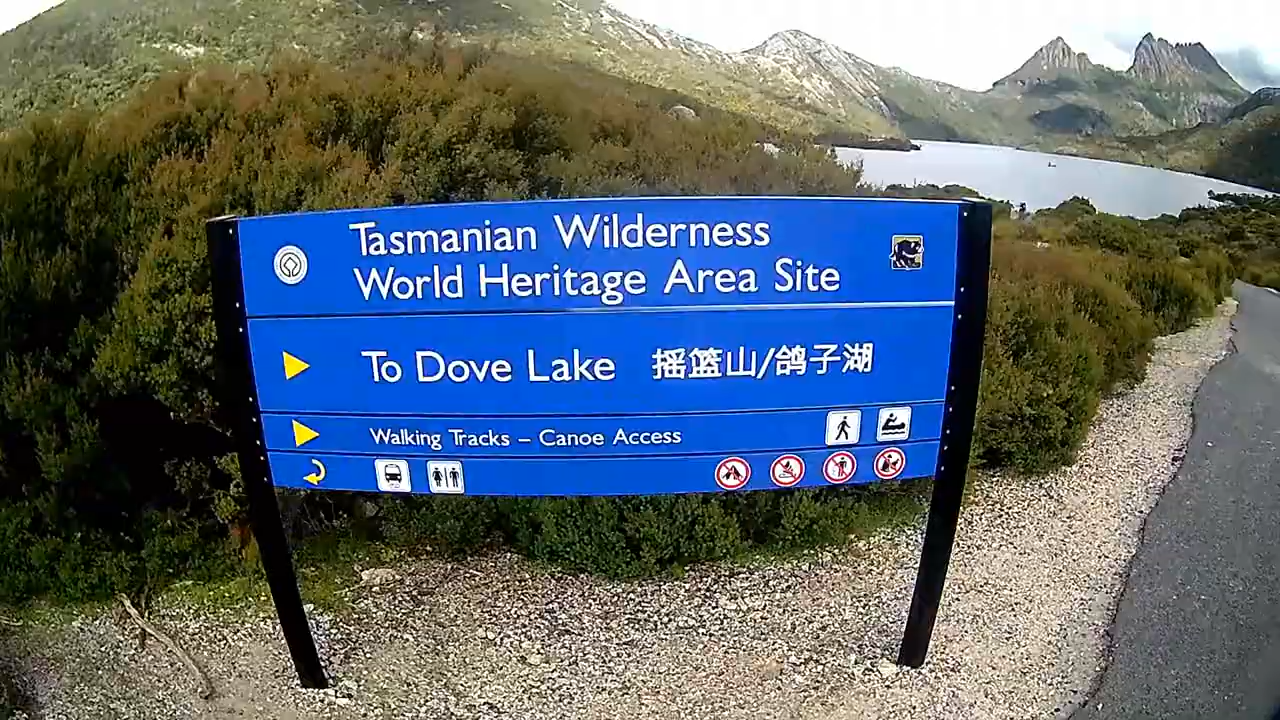 Tasmanian Wilderness
World Heritage Area Site
To Dove Lake 摇篮山/鸽子湖
Walking Tracks – Canoe Access